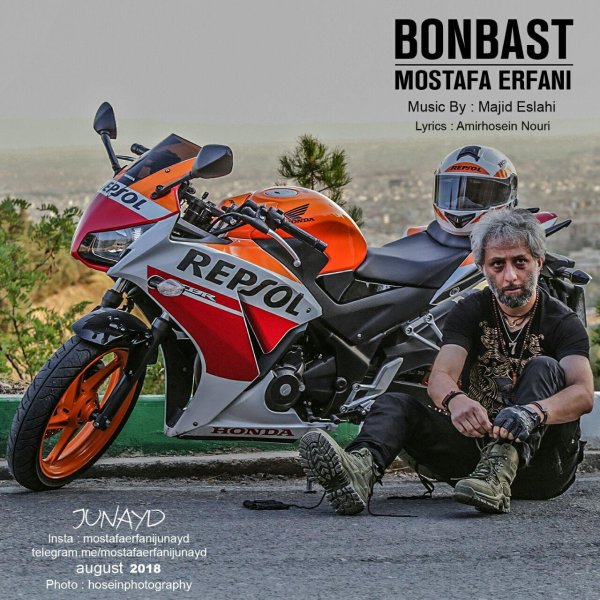 BONBAST
MOSTAFA ERFANI
Music By : Majid Eslahi
Lyrics : Amirhosein Nouri
REPSOL
REPSOL
HONDA
REPSOL
CBR
HONDA
JUNAYD
Insta : mostafaerfanijunayd
telegram.me/mostafaerfanijunayd
august 2018
Photo : hoseinphotography